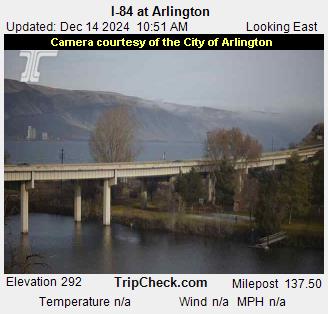 I-84 at Arlington
Updated: Dec 14 2024 10:51 AM Looking East
Camera courtesy of the City of Arlington
Elevation 292 TripCheck.com Milepost 137.50
Temperature n/a Wind n/a MPH n/a